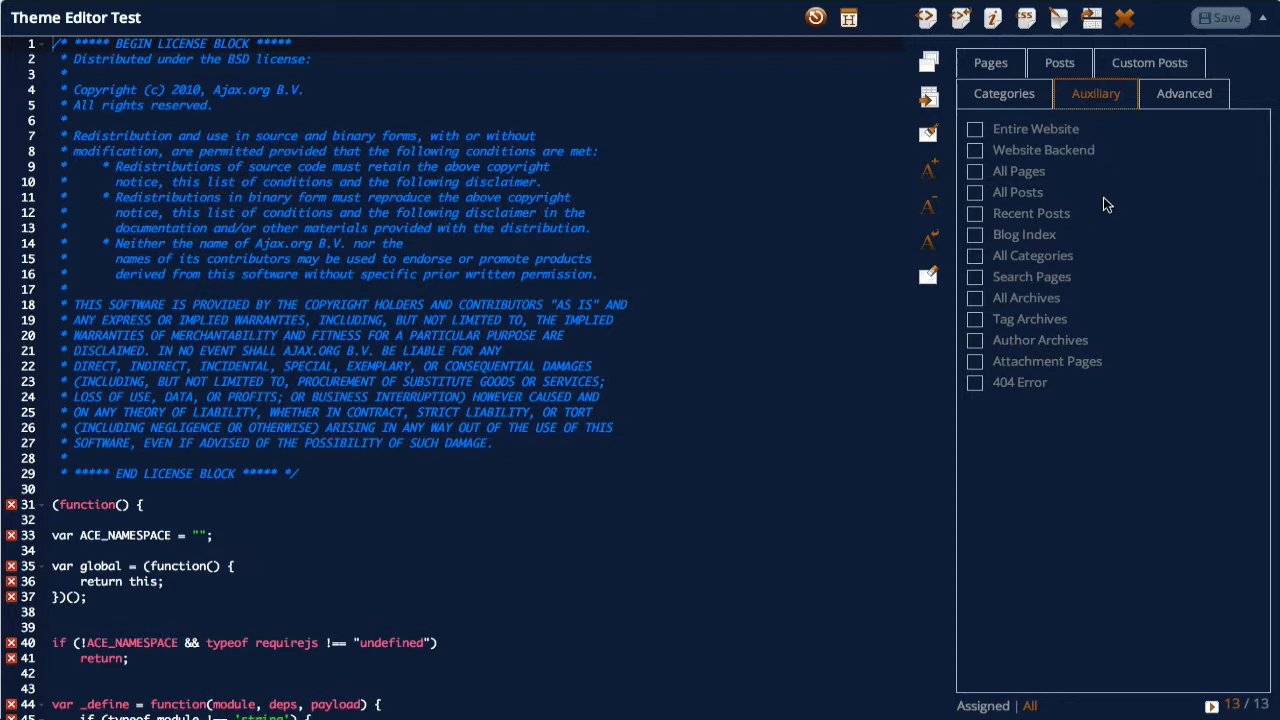 Theme Editor Test
H
i
css
Save
1 /* ***** BEGIN LICENSE BLOCK *****
2 * Distributed under the BSD license:
3 *
4 * Copyright (c) 2010, Ajax.org B.V.
5 * All rights reserved.
6 *
7 * Redistribution and use in source and binary forms, with or without
8 * modification, are permitted provided that the following conditions are met:
9 * Redistributions of source code must retain the above copyright
10 notice, this list of conditions and the following disclaimer.
11 * Redistributions in binary form must reproduce the above copyright
12 notice, this list of conditions and the following disclaimer in the
13 documentation and/or other materials provided with the distribution.
14 * Neither the name of Ajax.org B.V. nor the
15 names of its contributors may be used to endorse or promote products
16 derived from this software without specific prior written permission.
17 *
18 * THIS SOFTWARE IS PROVIDED BY THE COPYRIGHT HOLDERS AND CONTRIBUTORS "AS IS" AND
19 * ANY EXPRESS OR IMPLIED WARRANTIES, INCLUDING, BUT NOT LIMITED TO, THE IMPLIED
20 * WARRANTIES OF MERCHANTABILITY AND FITNESS FOR A PARTICULAR PURPOSE ARE
21 * DISCLAIMED. IN NO EVENT SHALL AJAX.ORG B.V. BE LIABLE FOR ANY
22 * DIRECT, INDIRECT, INCIDENTAL, SPECIAL, EXEMPLARY, OR CONSEQUENTIAL DAMAGES
23 * (INCLUDING, BUT NOT LIMITED TO, PROCUREMENT OF SUBSTITUTE GOODS OR SERVICES;
24 * LOSS OF USE, DATA, OR PROFITS; OR BUSINESS INTERRUPTION) HOWEVER CAUSED AND
25 * ON ANY THEORY OF LIABILITY, WHETHER IN CONTRACT, STRICT LIABILITY, OR TORT
26 * (INCLUDING NEGLIGENCE OR OTHERWISE) ARISING IN ANY WAY OUT OF THE USE OF THIS
27 * SOFTWARE, EVEN IF ADVISED OF THE POSSIBILITY OF SUCH DAMAGE.
28 *
29 * ***** END LICENSE BLOCK ***** */
30
31 (function() {
32
33 var ACE_NAMESPACE = "";
34
35 var global = (function() {
36 return this;
37 })();
38
39
40 if (!ACE_NAMESPACE && typeof requirejs !== "undefined")
41 return;
42
43
44 var _define = function(module, deps, payload) {
45 if (typeof module !== 'string') {
A+
A-
A
Pages
Posts
Custom Posts
Categories
Auxiliary
Advanced
Entire Website
Website Backend
All Pages
All Posts
Recent Posts
Blog Index
All Categories
Search Pages
All Archives
Tag Archives
Author Archives
Attachment Pages
404 Error
Assigned | All
13 / 13